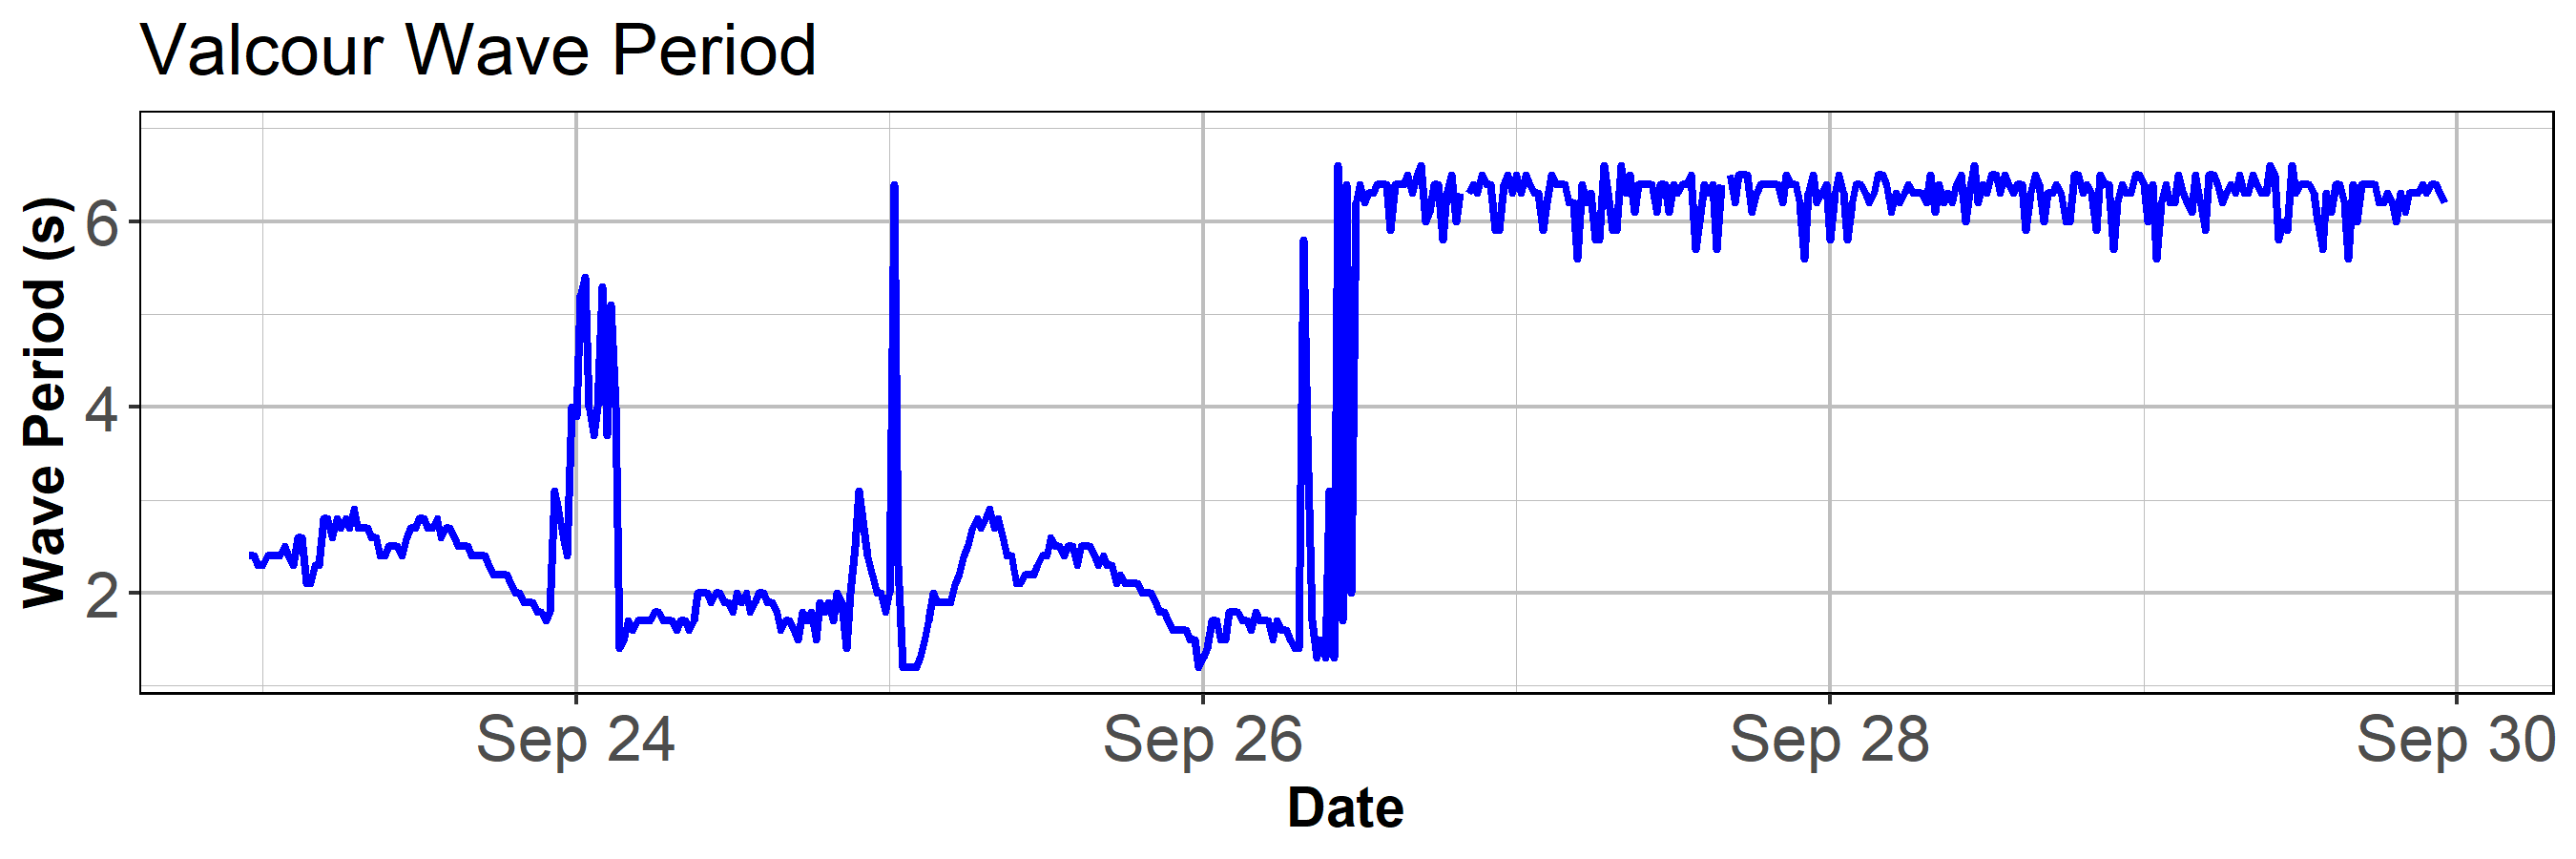 Valcour Wave Period
Wave Period (s)
6
4
2
Sep 24 Sep 26 Sep 28 Sep 30
Date